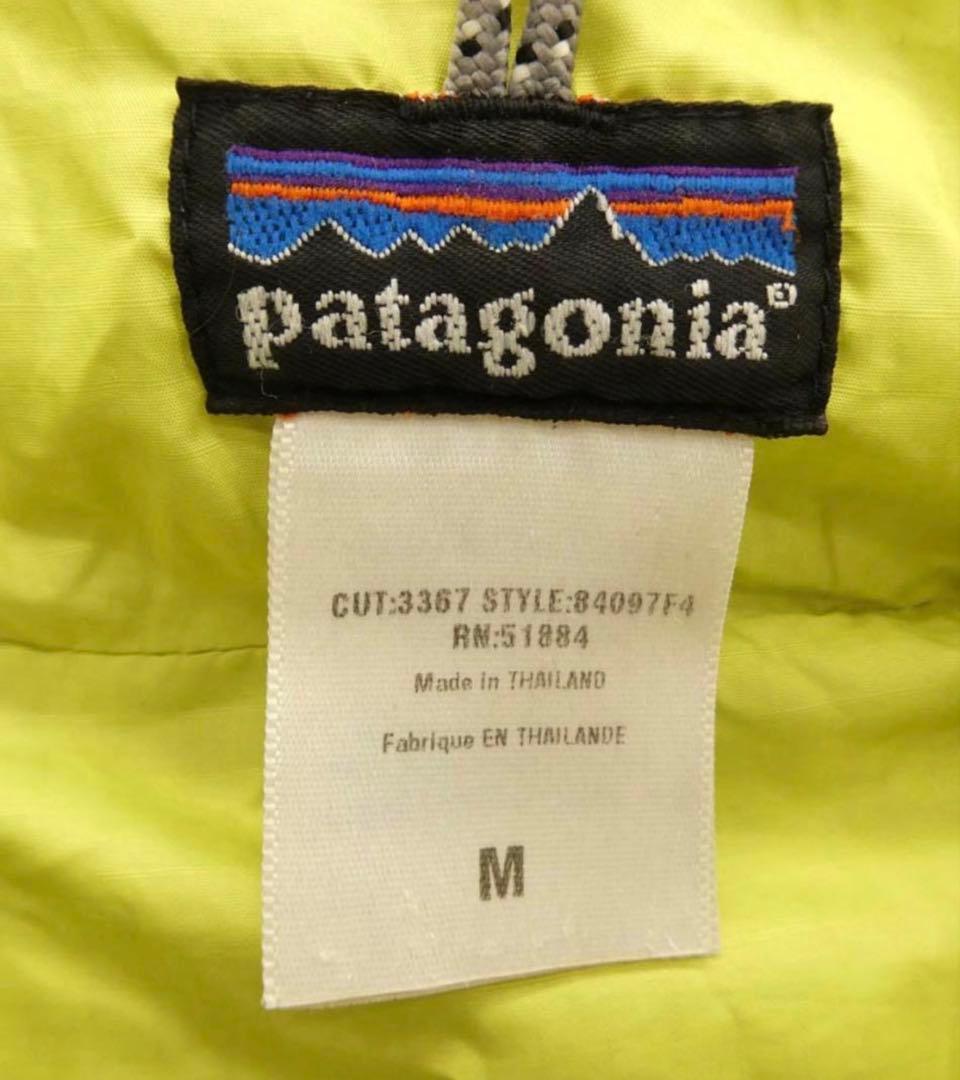 patagonia®
CUT:3367 STYLE:84097F4
RN:51884
Made in THAILAND
Fabrique EN THAILANDE
M